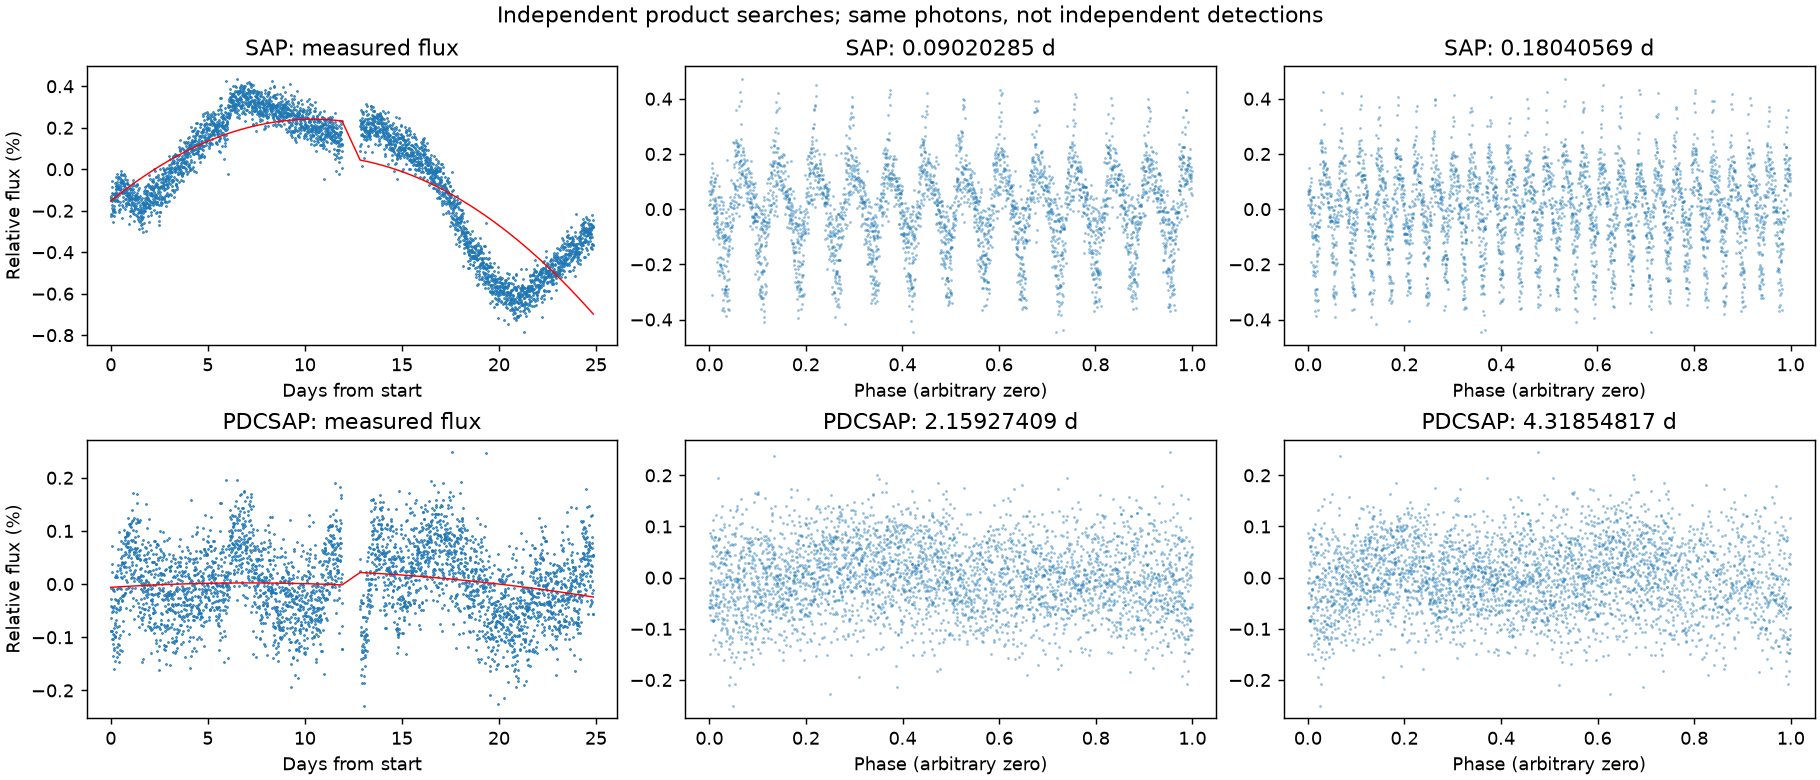 Independent product searches; same photons, not independent detections
SAP: measured flux
Relative flux (%)
0.4
0.2
0.0
−0.2
−0.4
−0.6
−0.8
0 5 10 15 20 25
Days from start
SAP: 0.09020285 d
0.4
0.2
0.0
−0.2
−0.4
0.0 0.2 0.4 0.6 0.8 1.0
Phase (arbitrary zero)
SAP: 0.18040569 d
0.4
0.2
0.0
−0.2
−0.4
0.0 0.2 0.4 0.6 0.8 1.0
Phase (arbitrary zero)
PDCSAP: measured flux
Relative flux (%)
0.2
0.1
0.0
−0.1
−0.2
0 5 10 15 20 25
Days from start
PDCSAP: 2.15927409 d
0.2
0.1
0.0
−0.1
−0.2
0.0 0.2 0.4 0.6 0.8 1.0
Phase (arbitrary zero)
PDCSAP: 4.31854817 d
0.2
0.1
0.0
−0.1
−0.2
0.0 0.2 0.4 0.6 0.8 1.0
Phase (arbitrary zero)